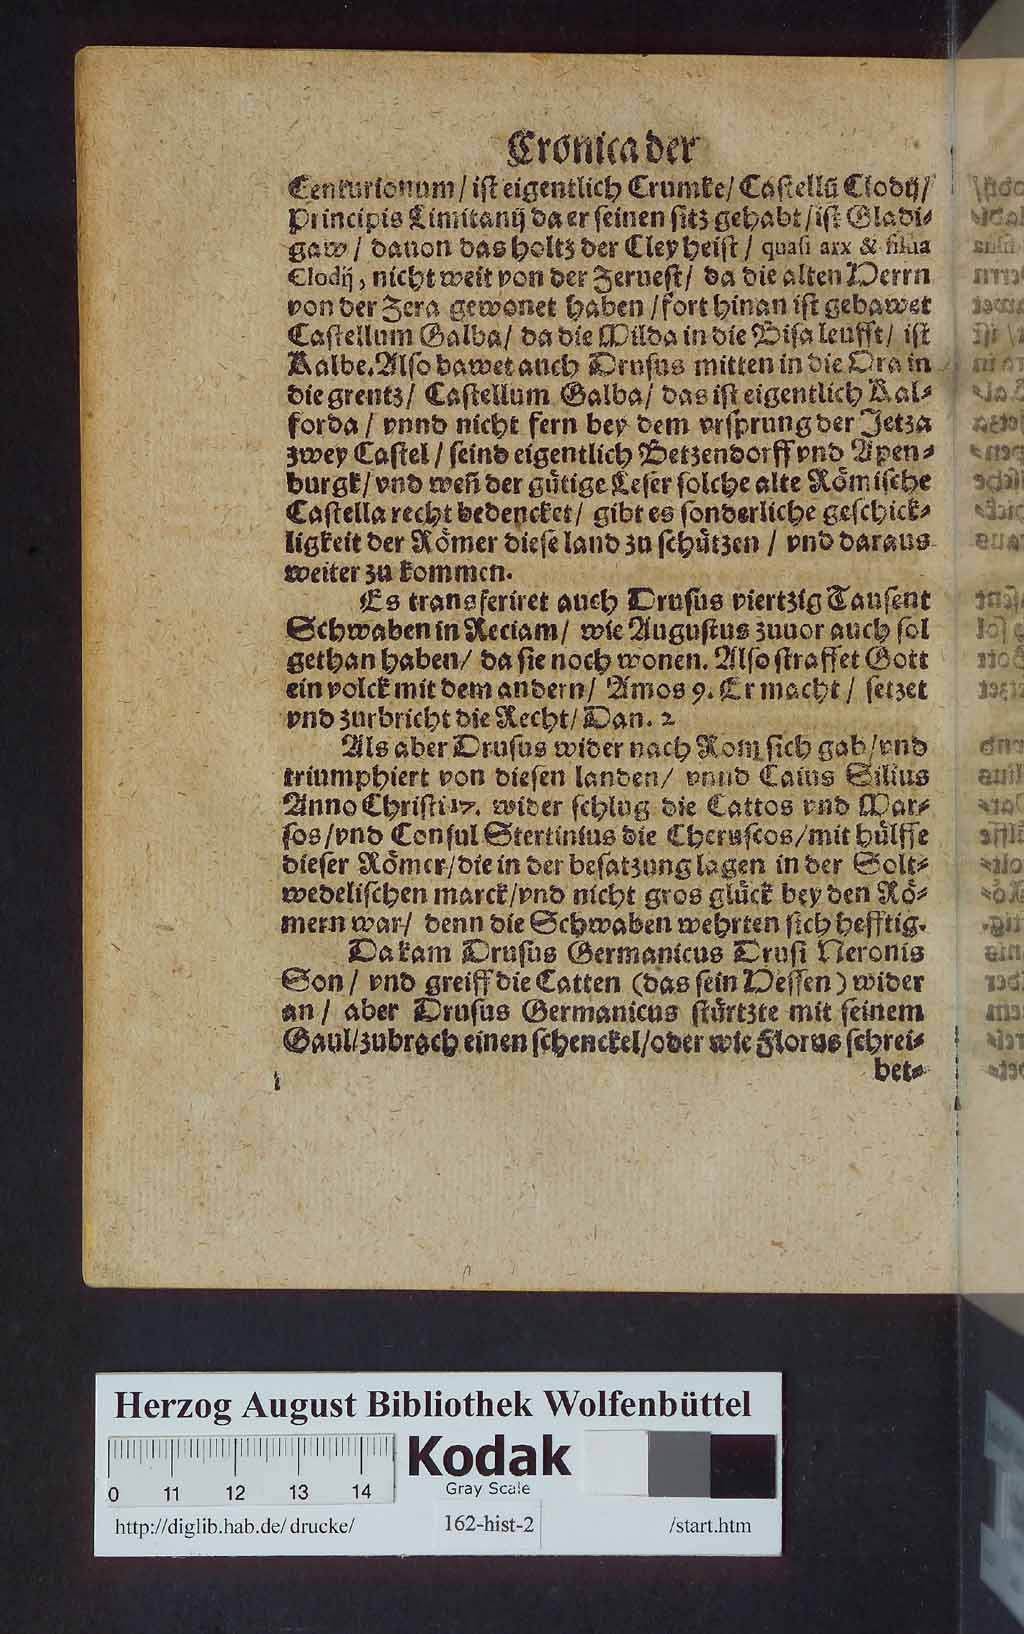 Cronica der
Centurionum / ist eigentlich Crumke / Castellū Clodij /
Principis Limitanij da er seinen sitz gehabt / ist Gladi⸗
gaw / dauon das holtz der Cley heist / quasi arx & silua
Clodij, nicht weit von der Zeruest / da die alten Herrn
von der Zera gewonet haben / fort hinan ist gebawet
Castellum Galba / da die Milda in die Bisa leufft / ist
Kalbe. Also bawet auch Drusus mitten in die Ora in
die grentz / Castellum Galba / das ist eigentlich Kal⸗
forda / vnnd nicht fern bey dem vrsprung der Jetza
zwey Castel / seind eigentlich Betzendorff vnd Apen⸗
burgk / vnd weñ der gütige Leser solche alte Römische
Castella recht bedencket / gibt es sonderliche geschick⸗
ligkeit der Römer diese land zu schützen / vnd daraus
weiter zu kommen.
Es transferiret auch Drusus viertzig Tausent
Schwaben in Reciam / wie Augustus zuuor auch sol
gethan haben / da sie noch wonen. Also straffet Gott
ein volck mit dem andern / Amos 9. Er macht / setzet
vnd zurbricht die Recht / Dan. 2
Als aber Drusus wider nach Rom sich gab / vnd
triumphiert von diesen landen / vnnd Caius Silius
Anno Christi 17. wider schlug die Cattos vnd Mar⸗
sos / vnd Consul Stertinius die Cheruscos / mit hülffe
dieser Römer / die in der besatzung lagen in der Solt⸗
wedelischen marck / vnd nicht gros glück bey den Rö⸗
mern war / denn die Schwaben wehrten sich hefftig.
Da kam Drusus Germanicus Drusi Neronis
Son / vnd greiff die Catten (das sein Hessen) wider
an / aber Drusus Germanicus stürtzte mit seinem
Gaul / zubrach einen schenckel / oder wie Florus schrei⸗
bet⸗
Herzog August Bibliothek Wolfenbüttel
Kodak
Gray Scale
0 11 12 13 14
http://diglib.hab.de/drucke/ 162-hist-2 /start.htm